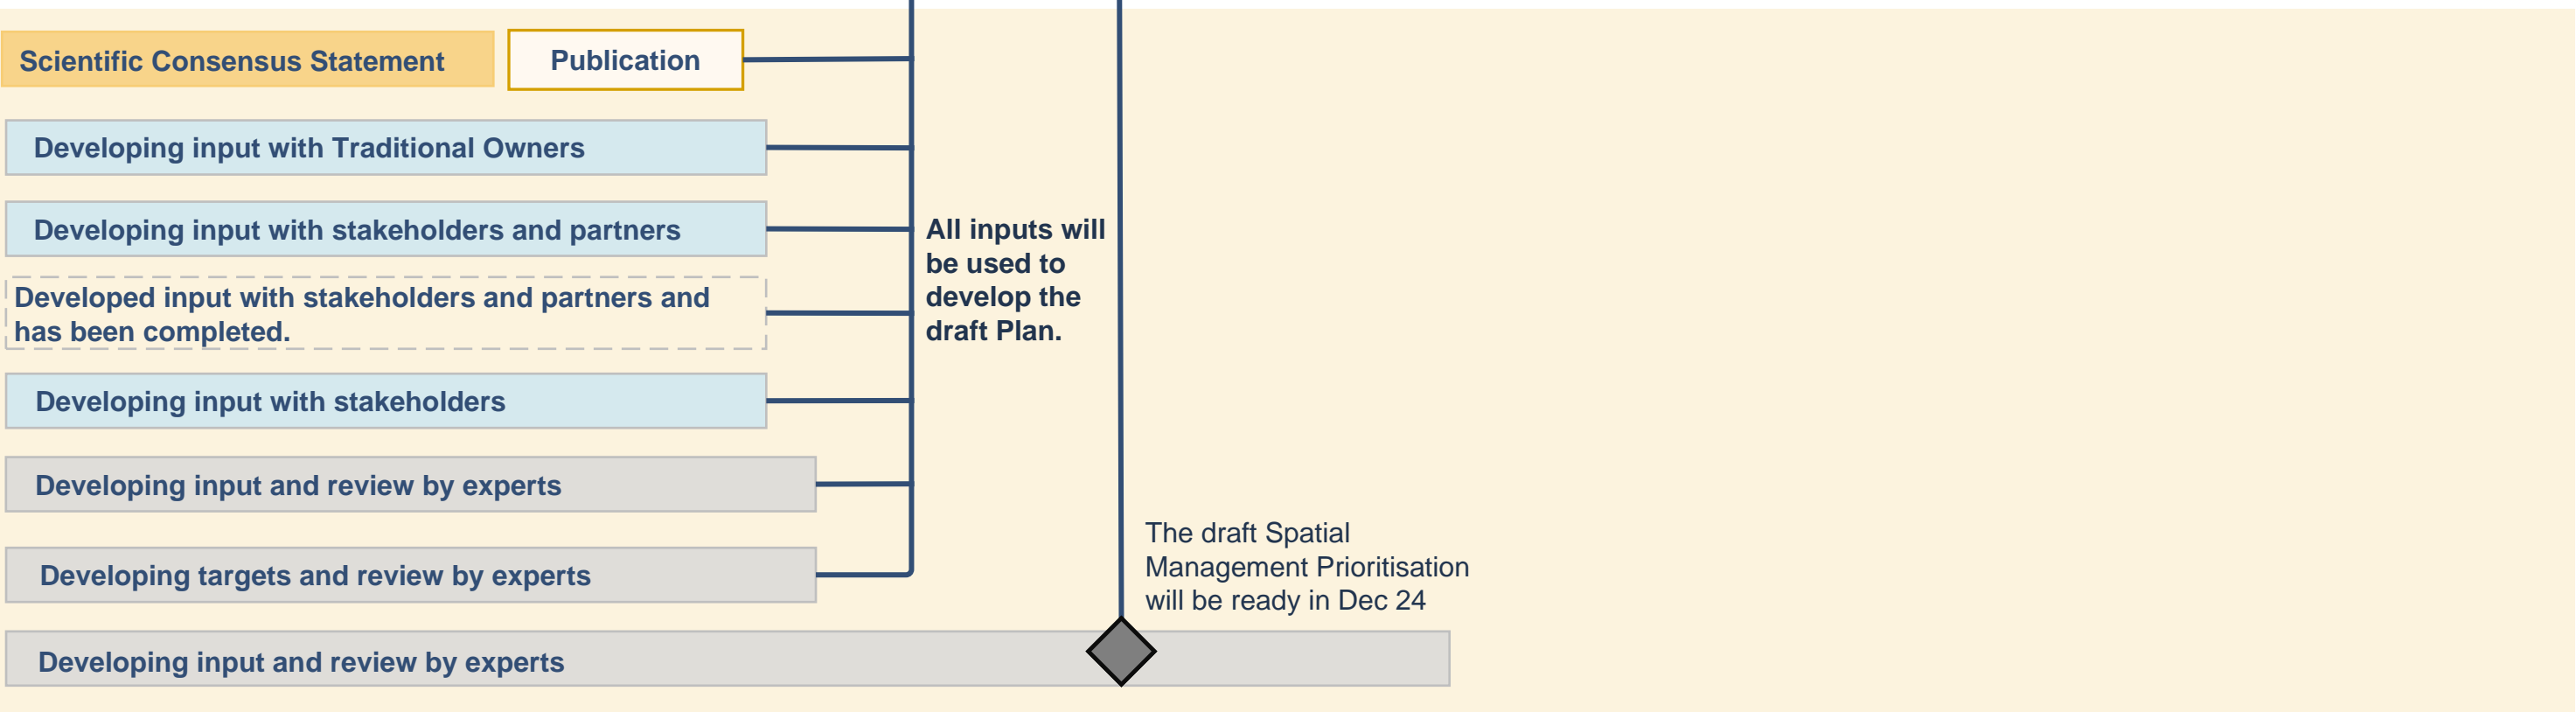 Scientific Consensus Statement
Publication
Developing input with Traditional Owners
Developing input with stakeholders and partners
Developed input with stakeholders and partners and
has been completed.
Developing input with stakeholders
Developing input and review by experts
Developing targets and review by experts
Developing input and review by experts
All inputs will
be used to
develop the
draft Plan.
The draft Spatial
Management Prioritisation
will be ready in Dec 24